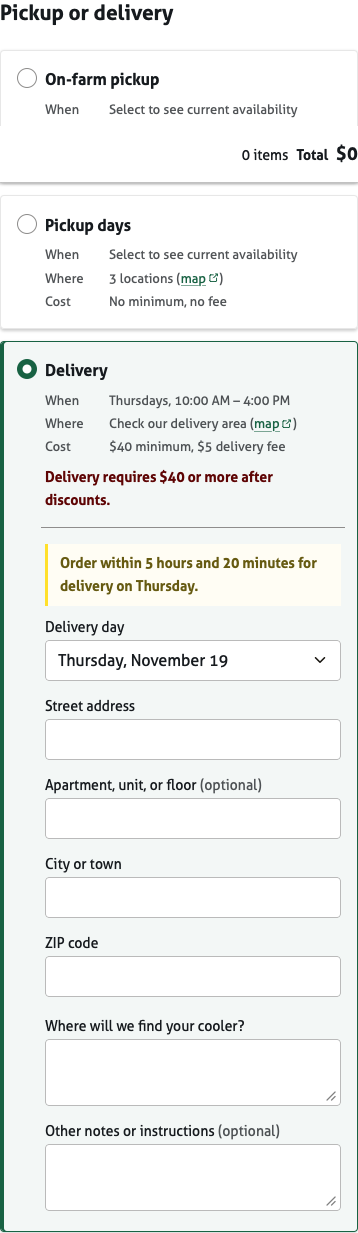 Pickup or delivery
On-farm pickup
When Select to see current availability
0 items Total $0
Pickup days
When Select to see current availability
Where 3 locations (map)
Cost No minimum, no fee
Delivery
When Thursdays, 10:00 AM – 4:00 PM
Where Check our delivery area (map)
Cost $40 minimum, $5 delivery fee
Delivery requires $40 or more after
discounts.
Order within 5 hours and 20 minutes for
delivery on Thursday.
Delivery day
Thursday, November 19
Street address
Apartment, unit, or floor (optional)
City or town
ZIP code
Where will we find your cooler?
Other notes or instructions (optional)